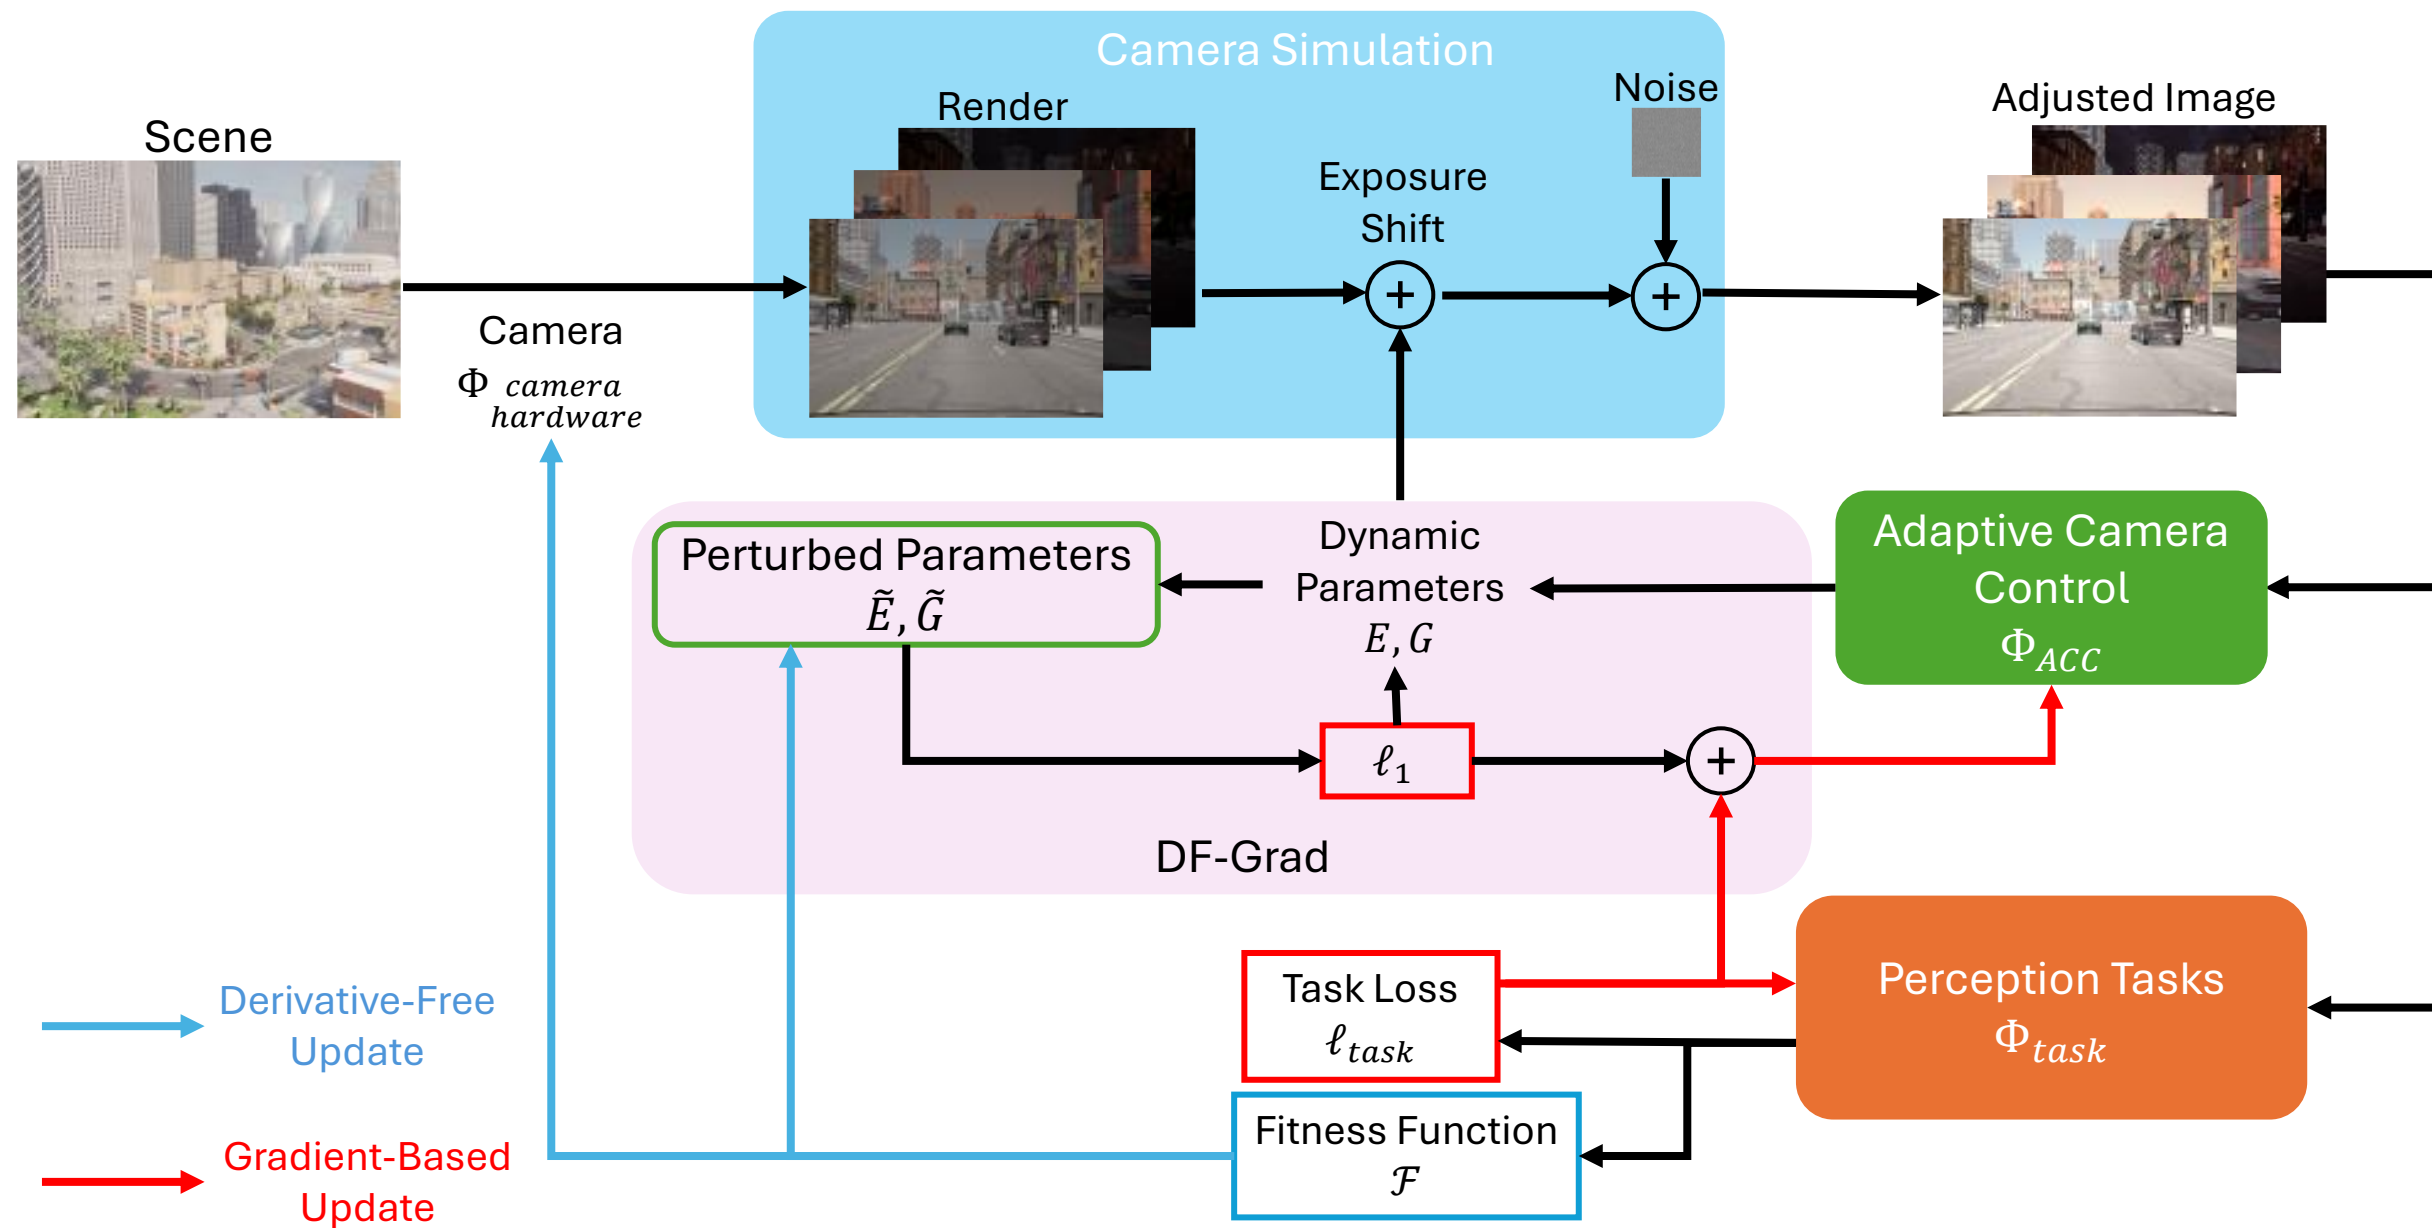 Camera Simulation
Scene
Render
Noise
Exposure
Shift
+
+
Adjusted Image
Camera
Φ camera
hardware
Perturbed Parameters
Ẽ, G̃
Dynamic
Parameters
E, G
Adaptive Camera
Control
Φ_ACC
ℓ₁
+
DF-Grad
Task Loss
ℓ_task
Perception Tasks
Φ_task
Fitness Function
ℱ
Derivative-Free
Update
Gradient-Based
Update